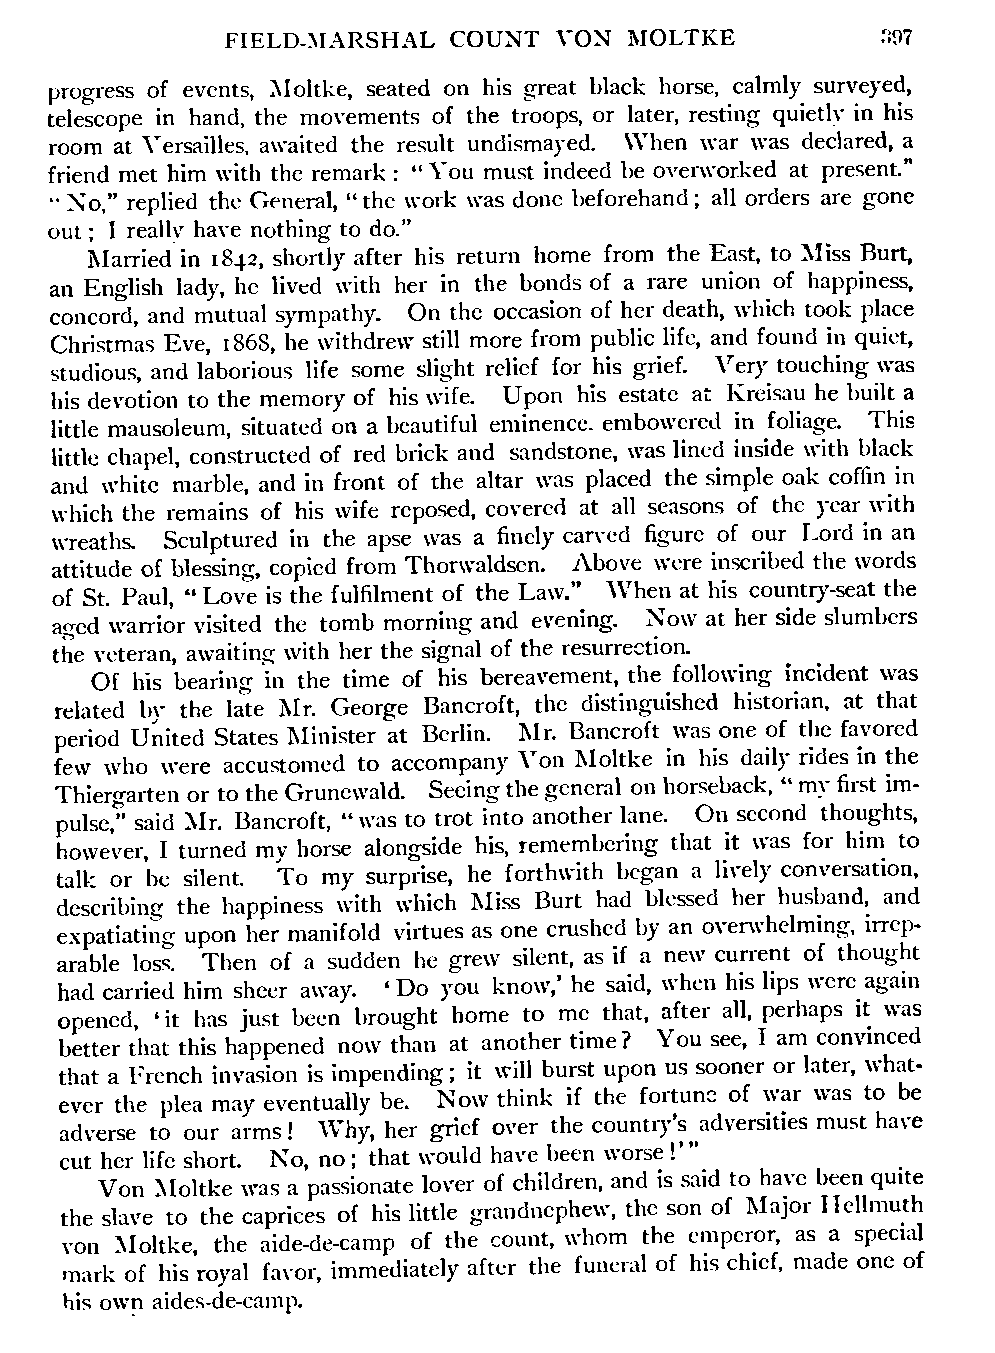 FIELD-MARSHAL COUNT VON MOLTKE 397
progress of events, Moltke, seated on his great black horse, calmly surveyed,
telescope in hand, the movements of the troops, or later, resting quietly in his
room at Versailles, awaited the result undismayed. When war was declared, a
friend met him with the remark: “You must indeed be overworked at present.”
“No,” replied the General, “the work was done beforehand; all orders are gone
out; I really have nothing to do.”
Married in 1842, shortly after his return home from the East, to Miss Burt,
an English lady, he lived with her in the bonds of a rare union of happiness,
concord, and mutual sympathy. On the occasion of her death, which took place
Christmas Eve, 1868, he withdrew still more from public life, and found in quiet,
studious, and laborious life some slight relief for his grief. Very touching was
his devotion to the memory of his wife. Upon his estate at Kreisau he built a
little mausoleum, situated on a beautiful eminence, embowered in foliage. This
little chapel, constructed of red brick and sandstone, was lined inside with black
and white marble, and in front of the altar was placed the simple oak coffin in
which the remains of his wife reposed, covered at all seasons of the year with
wreaths. Sculptured in the apse was a finely carved figure of our Lord in an
attitude of blessing, copied from Thorwaldsen. Above were inscribed the words
of St. Paul, “Love is the fulfilment of the Law.” When at his country-seat the
aged warrior visited the tomb morning and evening. Now at her side slumbers
the veteran, awaiting with her the signal of the resurrection.
Of his bearing in the time of his bereavement, the following incident was
related by the late Mr. George Bancroft, the distinguished historian, at that
period United States Minister at Berlin. Mr. Bancroft was one of the favored
few who were accustomed to accompany Von Moltke in his daily rides in the
Thiergarten or to the Grunewald. Seeing the general on horseback, “my first im-
pulse,” said Mr. Bancroft, “was to trot into another lane. On second thoughts,
however, I turned my horse alongside his, remembering that it was for him to
talk or be silent. To my surprise, he forthwith began a lively conversation,
describing the happiness with which Miss Burt had blessed her husband, and
expatiating upon her manifold virtues as one crushed by an overwhelming, irrep-
arable loss. Then of a sudden he grew silent, as if a new current of thought
had carried him sheer away. ‘Do you know,’ he said, when his lips were again
opened, ‘it has just been brought home to me that, after all, perhaps it was
better that this happened now than at another time? You see, I am convinced
that a French invasion is impending; it will burst upon us sooner or later, what-
ever the plea may eventually be. Now think if the fortune of war was to be
adverse to our arms! Why, her grief over the country's adversities must have
cut her life short. No, no; that would have been worse!’”
Von Moltke was a passionate lover of children, and is said to have been quite
the slave to the caprices of his little grandnephew, the son of Major Hellmuth
von Moltke, the aide-de-camp of the count, whom the emperor, as a special
mark of his royal favor, immediately after the funeral of his chief, made one of
his own aides-de-camp.